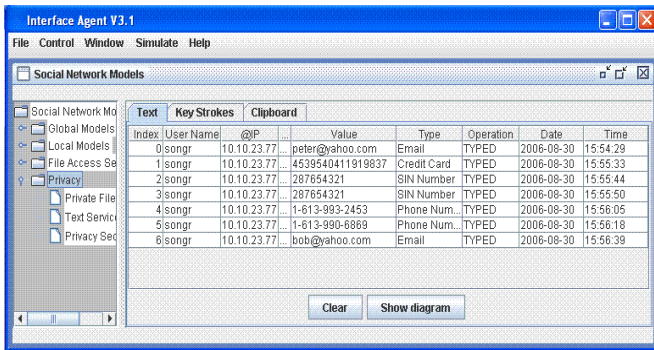 Interface Agent V3.1
File Control Window Simulate Help
Social Network Models
Social Network Mo
Global Models
Local Models
File Access Se
Privacy
Private File
Text Servic
Privacy Sec
Text Key Strokes Clipboard
Index User Name @IP ... Value Type Operation Date Time
0 songr 10.10.23.77 ... peter@yahoo.com Email TYPED 2006-08-30 15:54:29
1 songr 10.10.23.77 ... 4539540411919837 Credit Card TYPED 2006-08-30 15:55:33
2 songr 10.10.23.77 ... 287654321 SIN Number TYPED 2006-08-30 15:55:44
3 songr 10.10.23.77 ... 287654321 SIN Number TYPED 2006-08-30 15:55:50
4 songr 10.10.23.77 ... 1-613-993-2453 Phone Num... TYPED 2006-08-30 15:56:05
5 songr 10.10.23.77 ... 1-613-990-6869 Phone Num... TYPED 2006-08-30 15:56:18
6 songr 10.10.23.77 ... bob@yahoo.com Email TYPED 2006-08-30 15:56:39
Clear Show diagram